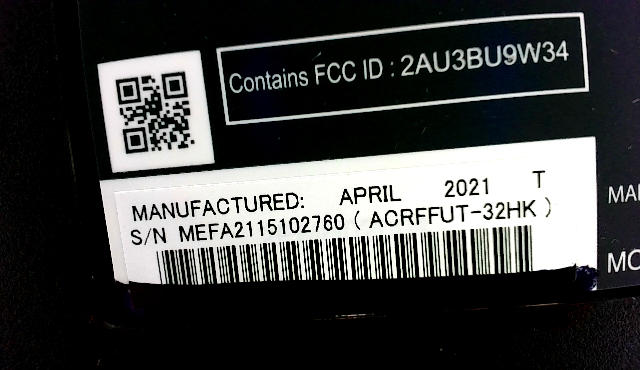 Contains FCC ID : 2AU3BU9W34
MANUFACTURED: APRIL 2021 T
S/N MEFA2115102760 ( ACRFFUT-32HK )